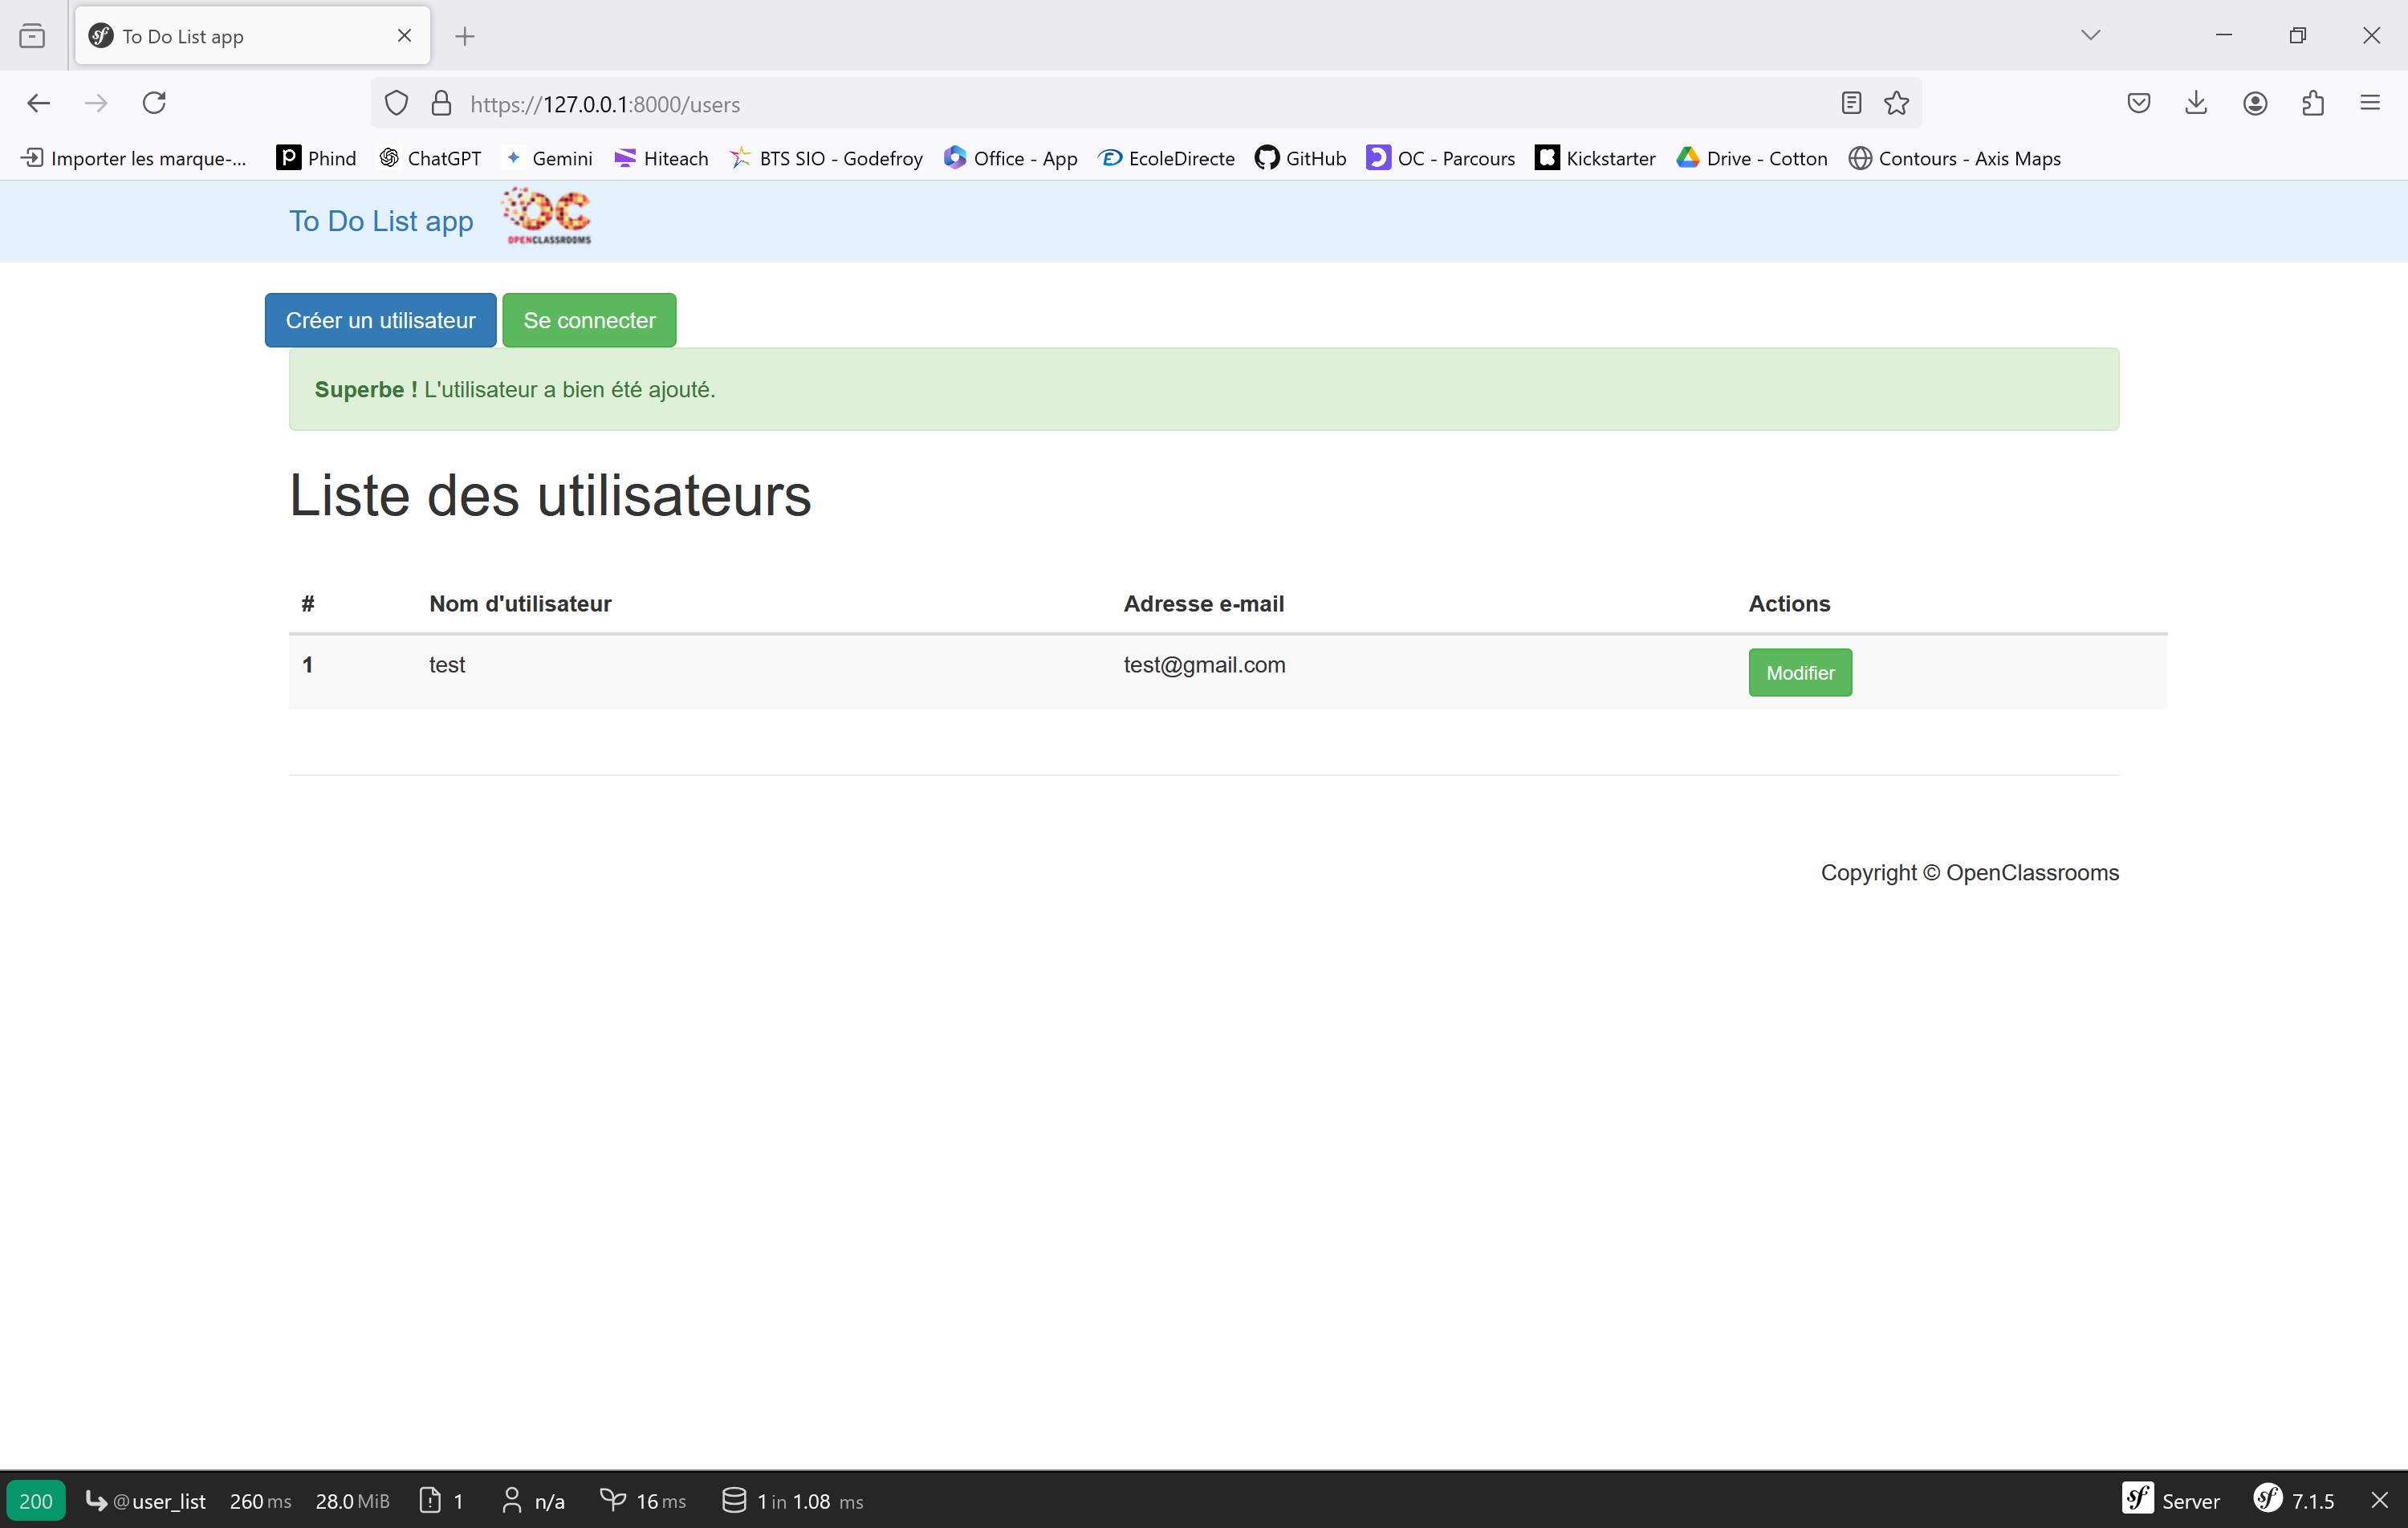 To Do List app
https://127.0.0.1:8000/users
Importer les marque-... Phind ChatGPT Gemini Hiteach BTS SIO - Godefroy Office - App EcoleDirecte GitHub OC - Parcours Kickstarter Drive - Cotton Contours - Axis Maps
To Do List app OC OPENCLASSROOMS
Créer un utilisateur Se connecter
Superbe ! L'utilisateur a bien été ajouté.
Liste des utilisateurs
# Nom d'utilisateur Adresse e-mail Actions
1 test test@gmail.com Modifier
Copyright © OpenClassrooms
200 @user_list 260 ms 28.0 MiB 1 n/a 16 ms 1 in 1.08 ms sf Server sf 7.1.5